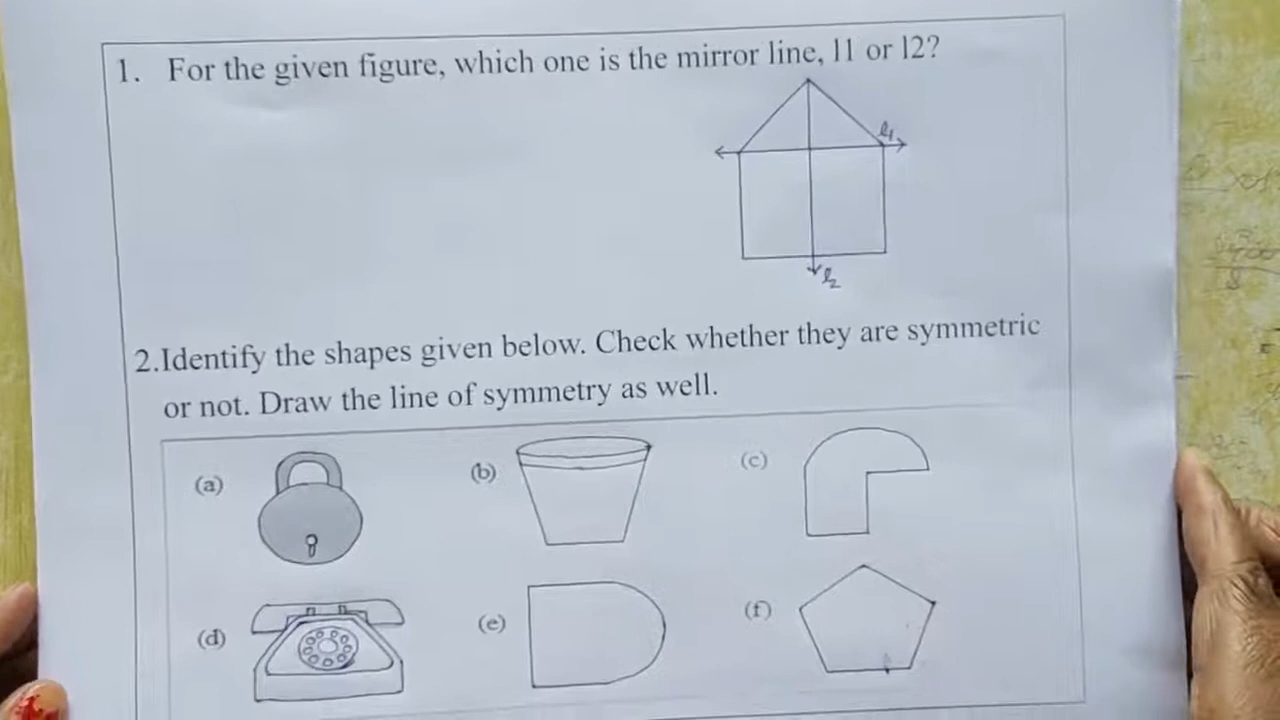 1. For the given figure, which one is the mirror line, l1 or l2?
l1
l2
2.Identify the shapes given below. Check whether they are symmetric
or not. Draw the line of symmetry as well.
(a) (b) (c)
(d) (e) (f)